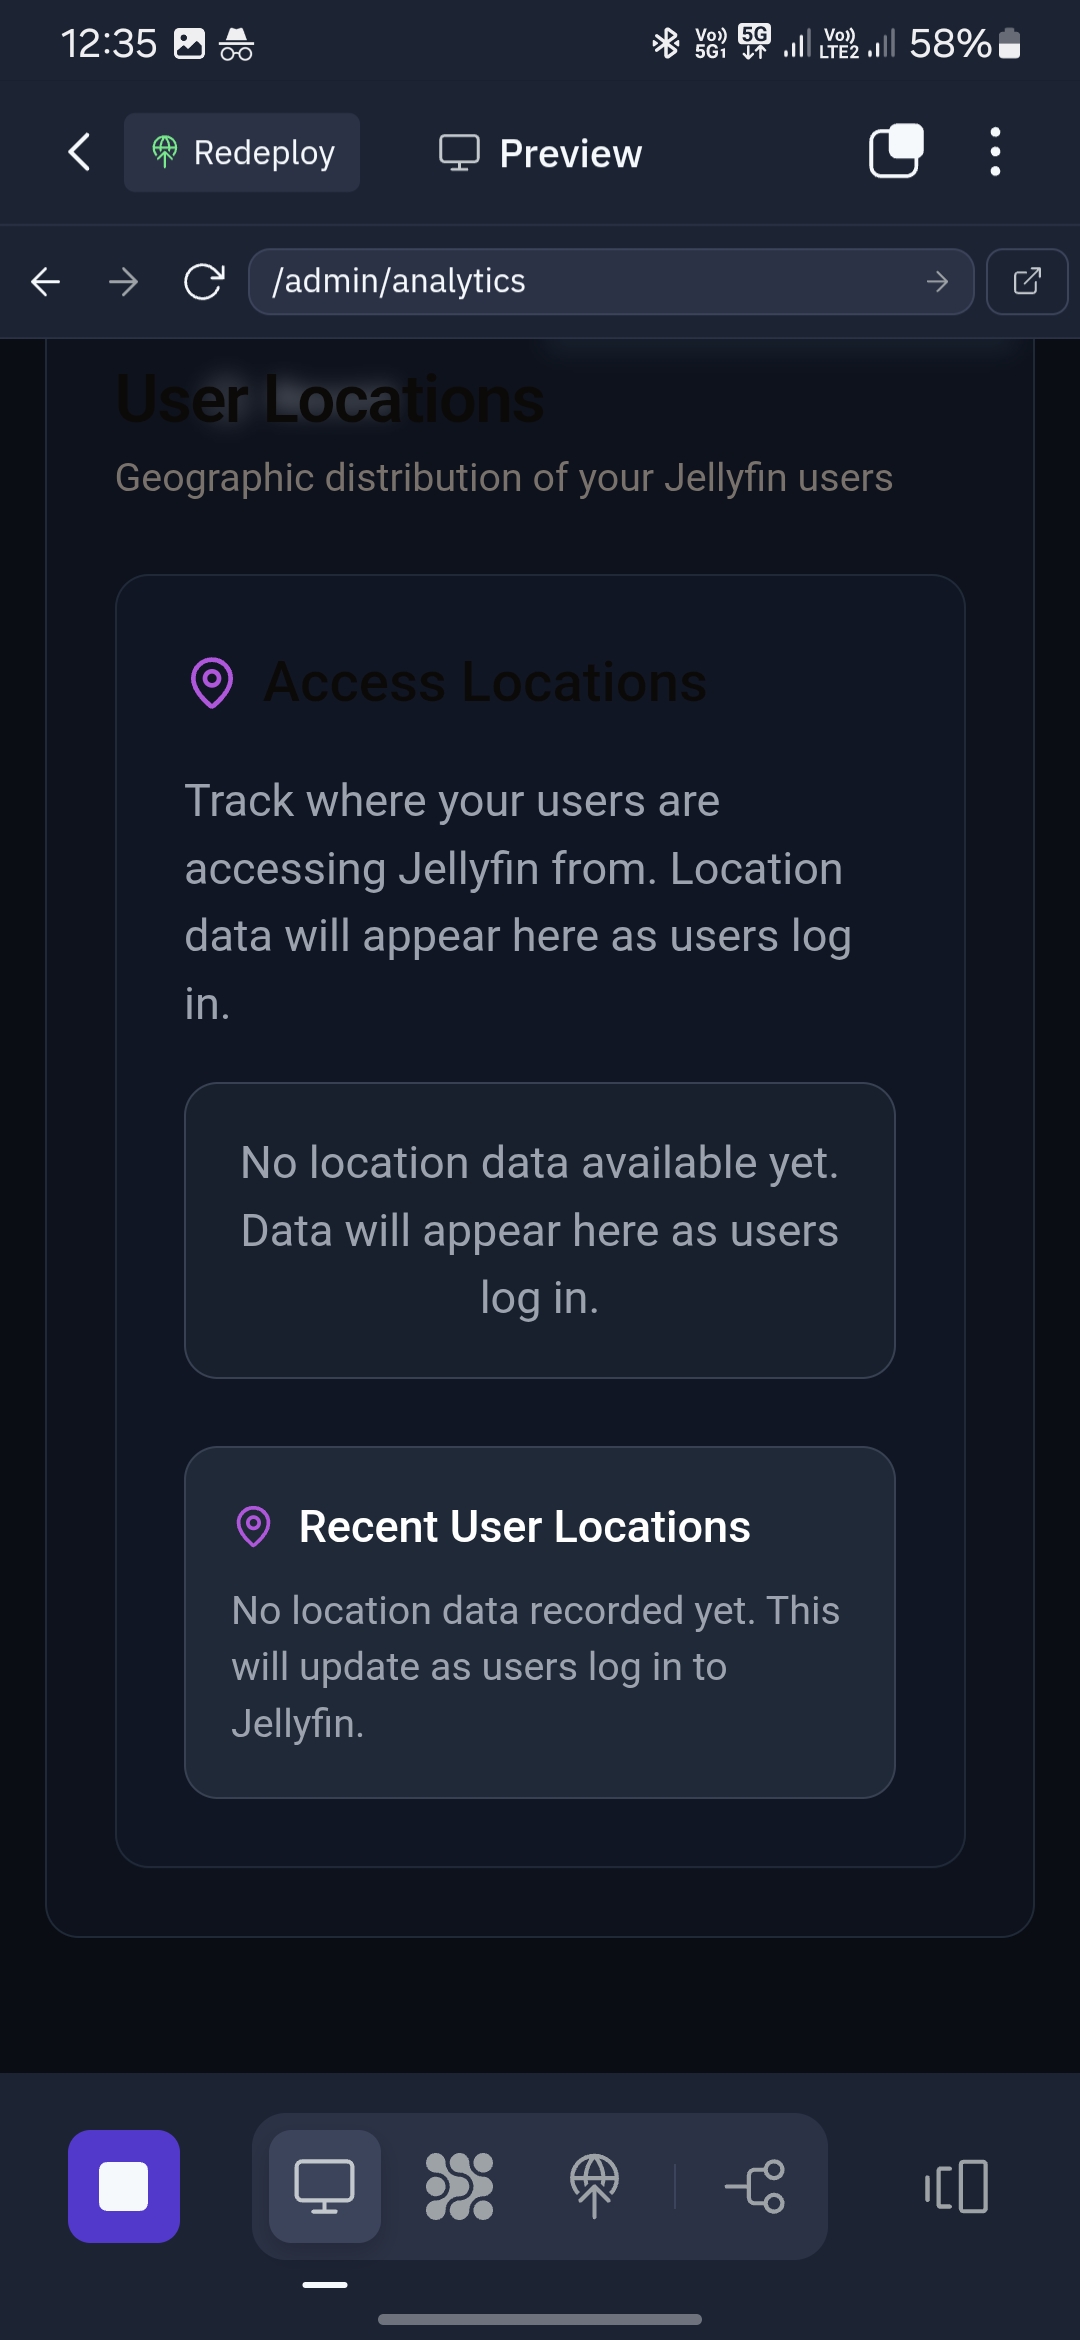 12:35
Vo)) 5G1 5G Vo)) LTE2 58%
Redeploy
Preview
/admin/analytics
User Locations
Geographic distribution of your Jellyfin users
Access Locations
Track where your users are
accessing Jellyfin from. Location
data will appear here as users log
in.
No location data available yet.
Data will appear here as users
log in.
Recent User Locations
No location data recorded yet. This
will update as users log in to
Jellyfin.